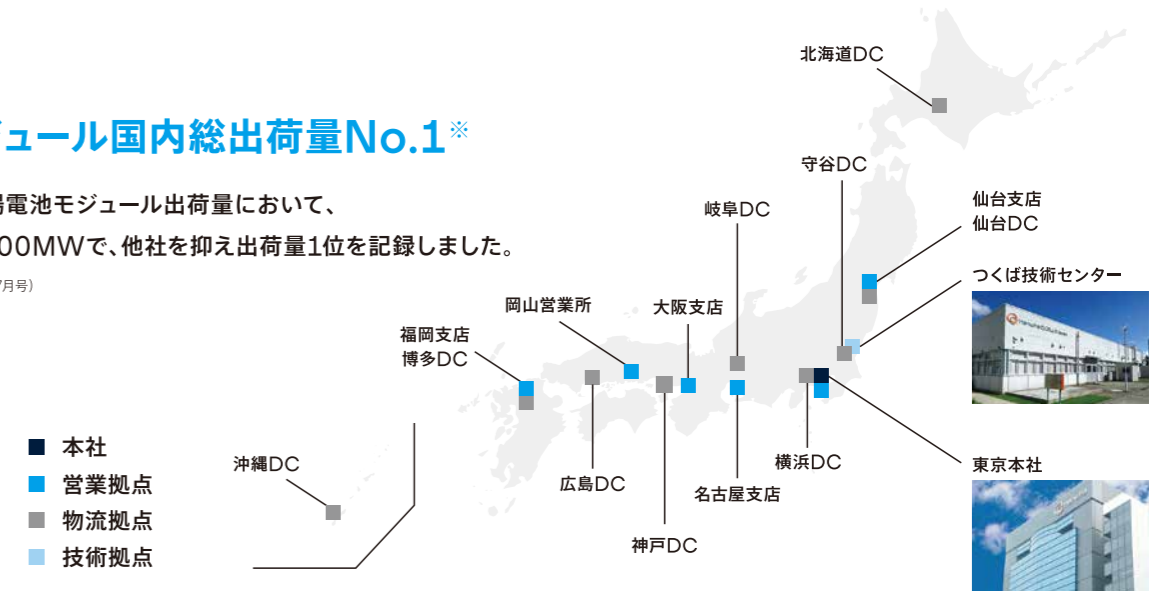 ュール国内総出荷量No.1※
電池モジュール出荷量において、
00MWで、他社を抑え出荷量1位を記録しました。
月号)
北海道DC
守谷DC
岐阜DC
仙台支店
仙台DC
つくば技術センター
岡山営業所
大阪支店
福岡支店
博多DC
本社
営業拠点
物流拠点
技術拠点
沖縄DC
広島DC
名古屋支店
横浜DC
神戸DC
東京本社